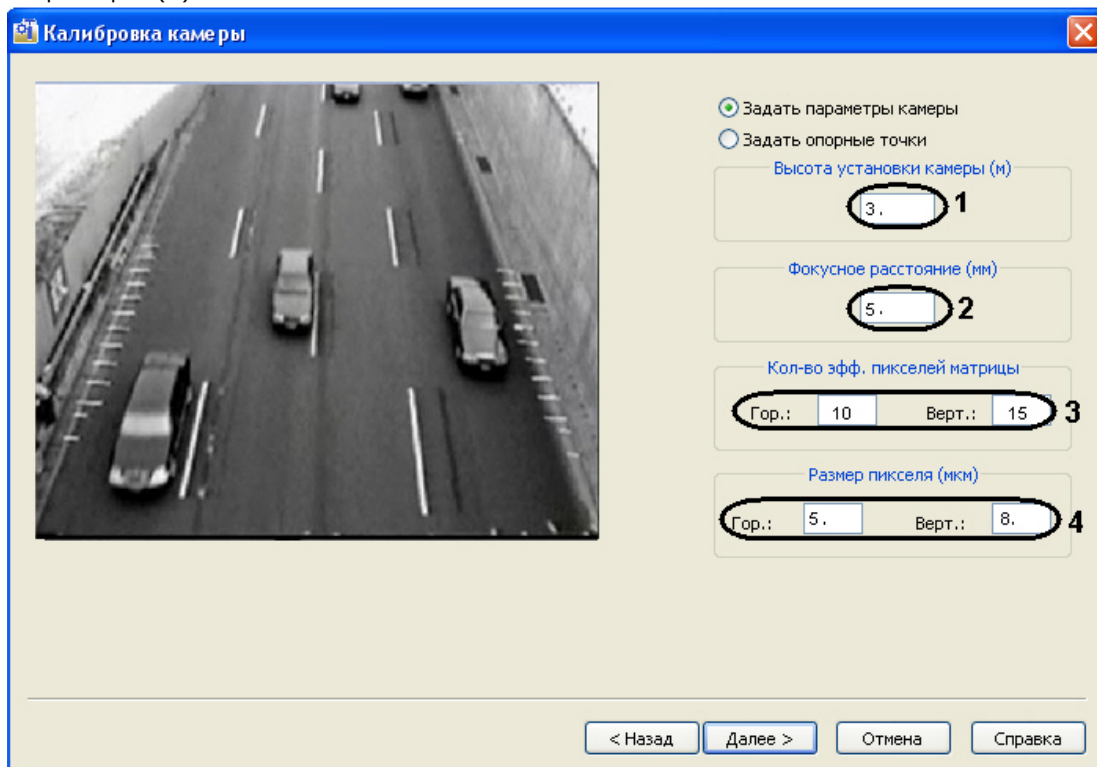 Калибровка камеры
Задать параметры камеры
Задать опорные точки
Высота установки камеры (м)
3. 1
Фокусное расстояние (мм)
5. 2
Кол-во эфф. пикселей матрицы
Гор.: 10 Верт.: 15 3
Размер пикселя (мкм)
Гор.: 5. Верт.: 8. 4
< Назад Далее > Отмена Справка